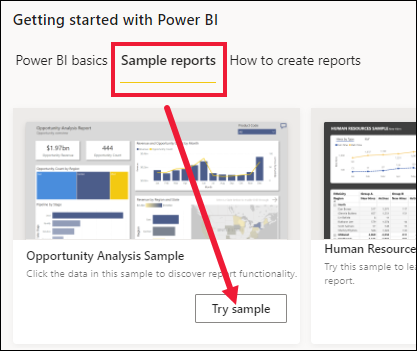 Getting started with Power BI
Power BI basics Sample reports How to create reports
Opportunity Analysis Report
$1.97bn
444
Opportunity Analysis Sample
Click the data in this sample to discover report functionality.
Try sample
HUMAN RESOURCES SAMPLE
Human Resource
Try this sample to le
report.